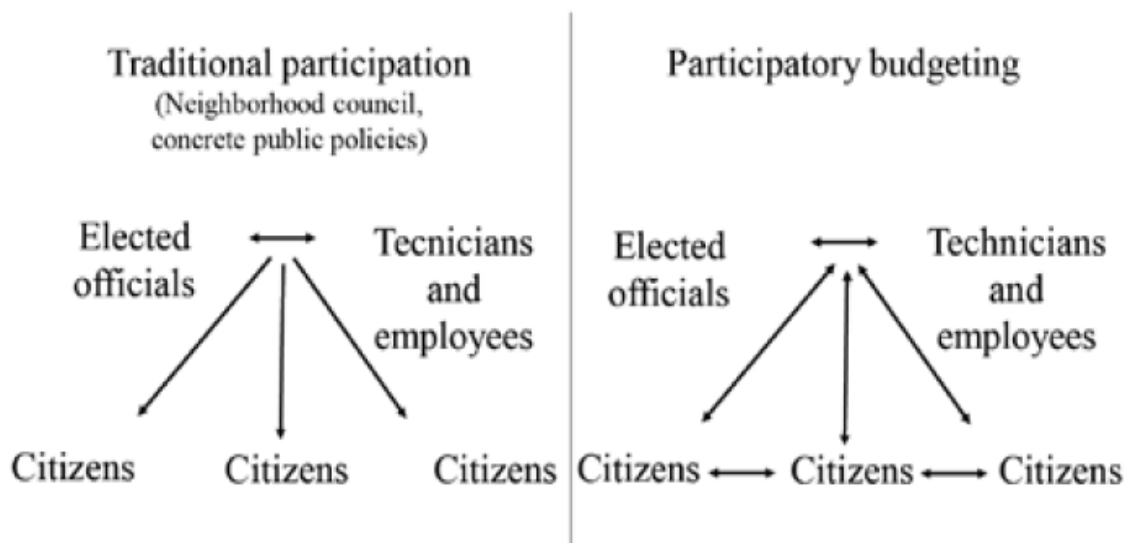 Traditional participation
(Neighborhood council,
concrete public policies)
Elected
officials
Tecnicians
and
employees
Citizens
Citizens
Citizens
Participatory budgeting
Elected
officials
Technicians
and
employees
Citizens
Citizens
Citizens